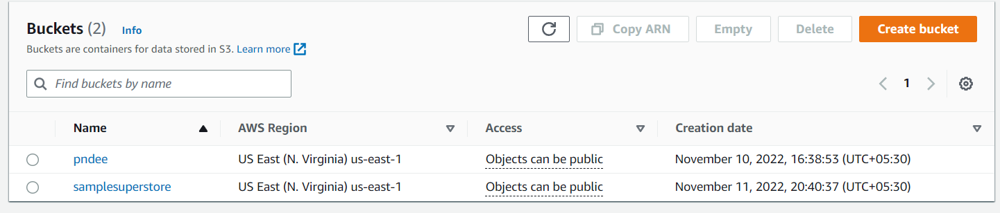 Buckets (2) Info
Copy ARN Empty Delete Create bucket
Buckets are containers for data stored in S3. Learn more
Find buckets by name
1
Name AWS Region Access Creation date
pndee US East (N. Virginia) us-east-1 Objects can be public November 10, 2022, 16:38:53 (UTC+05:30)
samplesuperstore US East (N. Virginia) us-east-1 Objects can be public November 11, 2022, 20:40:37 (UTC+05:30)